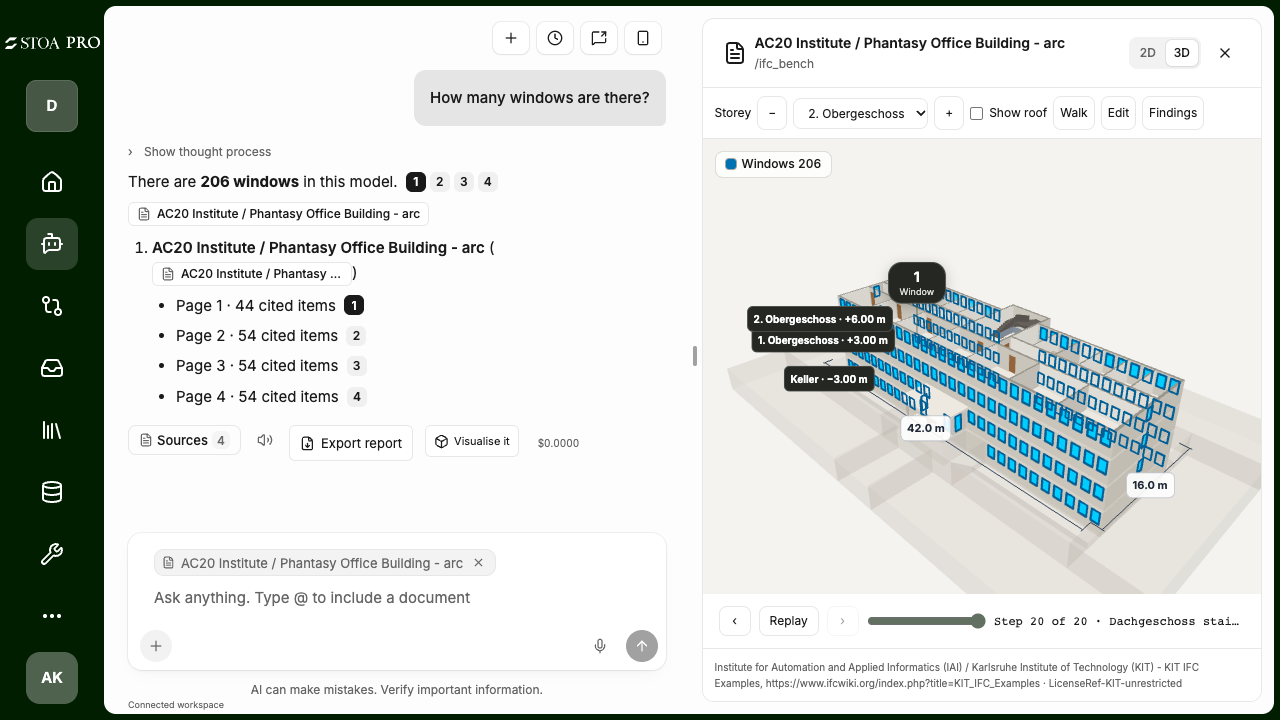 STOA PRO
D
AK
How many windows are there?
Show thought process
There are 206 windows in this model. 1 2 3 4
AC20 Institute / Phantasy Office Building - arc
1. AC20 Institute / Phantasy Office Building - arc (
AC20 Institute / Phantasy ... )
• Page 1 · 44 cited items 1
• Page 2 · 54 cited items 2
• Page 3 · 54 cited items 3
• Page 4 · 54 cited items 4
Sources 4
Export report
Visualise it
$0.0000
AC20 Institute / Phantasy Office Building - arc
Ask anything. Type @ to include a document
AI can make mistakes. Verify important information.
Connected workspace
AC20 Institute / Phantasy Office Building - arc
/ifc_bench
2D 3D
Storey − 2. Obergeschoss + Show roof Walk Edit Findings
Windows 206
1
Window
2. Obergeschoss · +6.00 m
1. Obergeschoss · +3.00 m
Keller · −3.00 m
42.0 m
16.0 m
‹ Replay › Step 20 of 20 · Dachgeschoss stai…
Institute for Automation and Applied Informatics (IAI) / Karlsruhe Institute of Technology (KIT) - KIT IFC
Examples, https://www.ifcwiki.org/index.php?title=KIT_IFC_Examples · LicenseRef-KIT-unrestricted